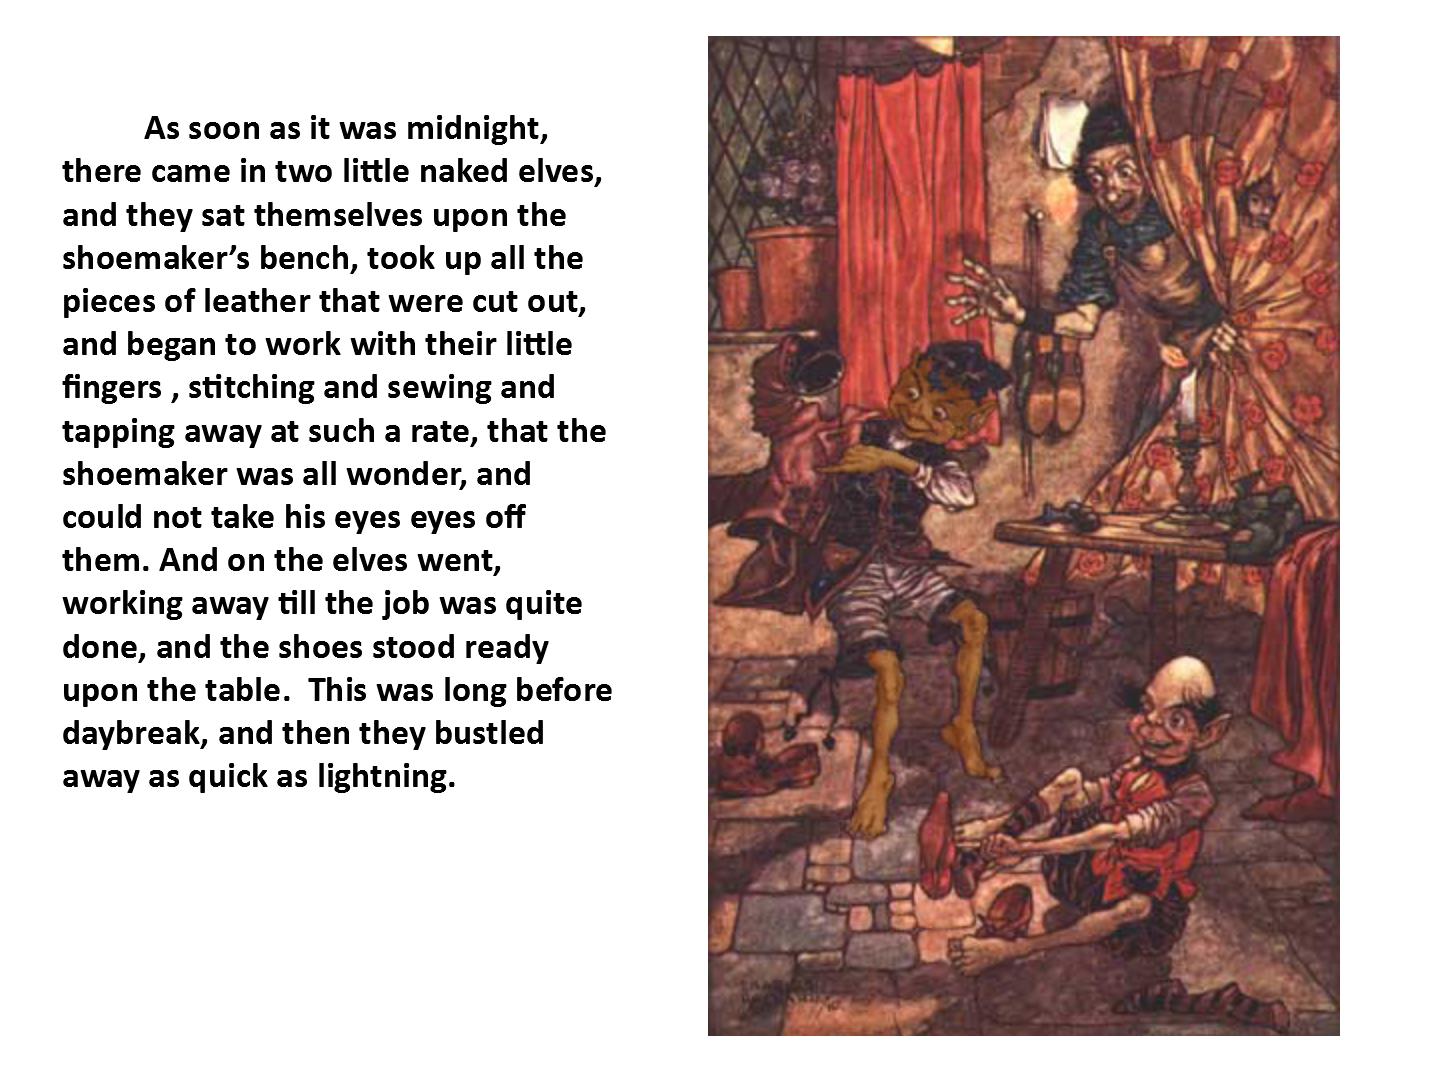 As soon as it was midnight,
there came in two little naked elves,
and they sat themselves upon the
shoemaker’s bench, took up all the
pieces of leather that were cut out,
and began to work with their little
fingers , stitching and sewing and
tapping away at such a rate, that the
shoemaker was all wonder, and
could not take his eyes eyes off
them. And on the elves went,
working away till the job was quite
done, and the shoes stood ready
upon the table.  This was long before
daybreak, and then they bustled
away as quick as lightning.